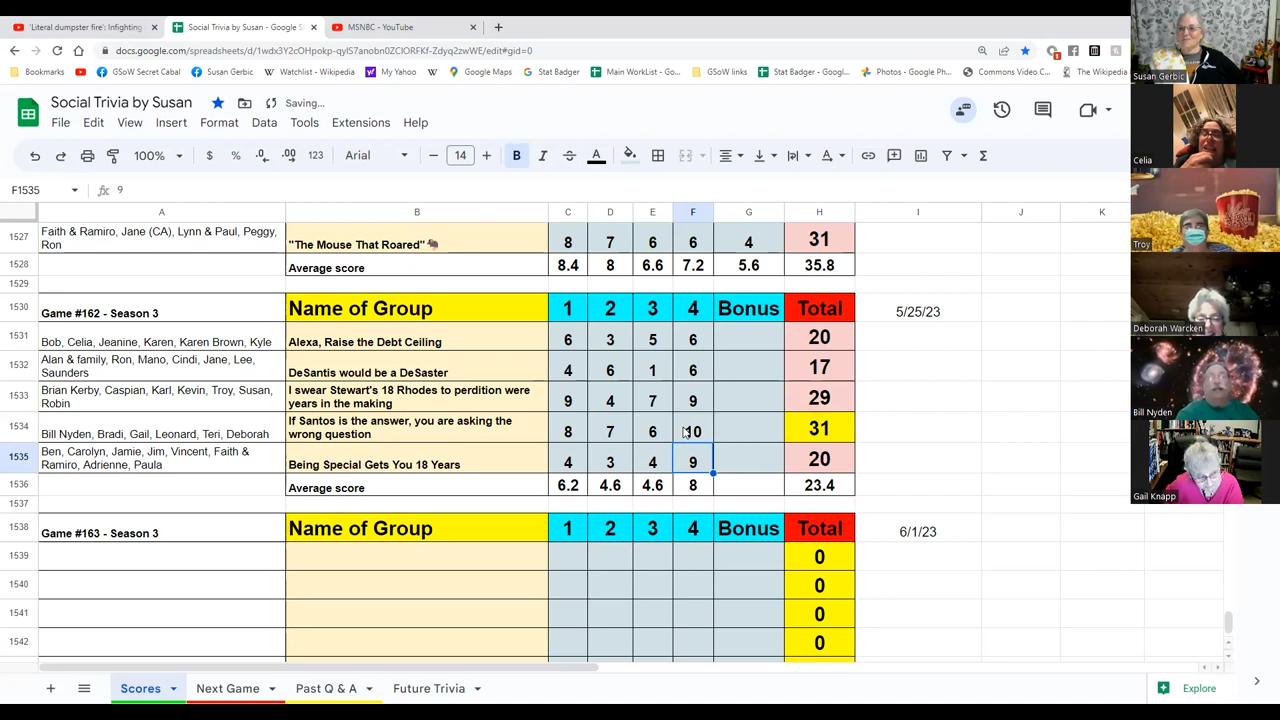 'Literal dumpster fire': Infighting
Social Trivia by Susan - Google S
MSNBC - YouTube
docs.google.com/spreadsheets/d/1wdx3Y2cOHpokp-qyIS7anobn0ZClORFKf-Zdyq2zwWE/edit#gid=0
Bookmarks
GSoW Secret Cabal
Susan Gerbic
Watchlist - Wikipedia
My Yahoo
Google Maps
Stat Badger
Main WorkList - G...
GSoW links
Stat Badger
Photos - Google Ph...
Commons Video C...
The Wikipedia
Social Trivia by Susan
Saving...
File Edit View Insert Format Data Tools Extensions Help
100% $ % .0 .00 123 Arial 14 B I A
F1535 fx 9
A B C D E F G H I J K
1527 Faith & Ramiro, Jane (CA), Lynn & Paul, Peggy,
Ron "The Mouse That Roared" 8 7 6 6 4 31
1528 Average score 8.4 8 6.6 7.2 5.6 35.8
1529
1530 Game #162 - Season 3 Name of Group 1 2 3 4 Bonus Total 5/25/23
1531 Bob, Celia, Jeanine, Karen, Karen Brown, Kyle Alexa, Raise the Debt Ceiling 6 3 5 6 20
1532 Alan & family, Ron, Mano, Cindi, Jane, Lee,
Saunders DeSantis would be a DeSaster 4 6 1 6 17
1533 Brian Kerby, Caspian, Karl, Kevin, Troy, Susan,
Robin I swear Stewart's 18 Rhodes to perdition were
years in the making 9 4 7 9 29
1534 Bill Nyden, Bradi, Gail, Leonard, Teri, Deborah If Santos is the answer, you are asking the
wrong question 8 7 6 10 31
1535 Ben, Carolyn, Jamie, Jim, Vincent, Faith &
Ramiro, Adrienne, Paula Being Special Gets You 18 Years 4 3 4 9 20
1536 Average score 6.2 4.6 4.6 8 23.4
1537
1538 Game #163 - Season 3 Name of Group 1 2 3 4 Bonus Total 6/1/23
1539 0
1540 0
1541 0
1542 0
Scores
Next Game
Past Q & A
Future Trivia
Explore
Susan Gerbic
Celia
Troy
Deborah Warcken
Bill Nyden
Gail Knapp